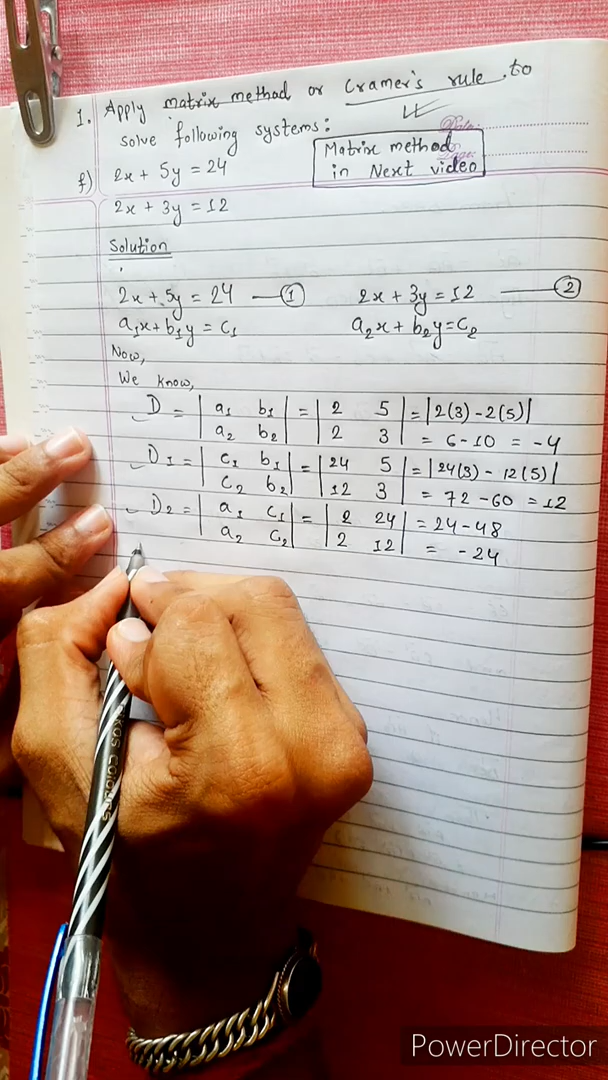 1. Apply matrix method or Cramer's rule to
solve following systems:
Matrix method
in Next video
f) 2x + 5y = 24
2x + 3y = 12
Solution
2x + 5y = 24 — ① 2x + 3y = 12 — ②
a₁x + b₁y = c₁ a₂x + b₂y = c₂
Now,
We know,
D = | a₁ b₁ | = | 2 5 | = |2(3) - 2(5)|
| a₂ b₂ | | 2 3 | = 6 - 10 = -4
D₁ = | c₁ b₁ | = | 24 5 | = |24(3) - 12(5)|
| c₂ b₂ | | 12 3 | = 72 - 60 = 12
D₂ = | a₁ c₁ | = | 2 24 | = 24 - 48
| a₂ c₂ | | 2 12 | = -24
PowerDirector